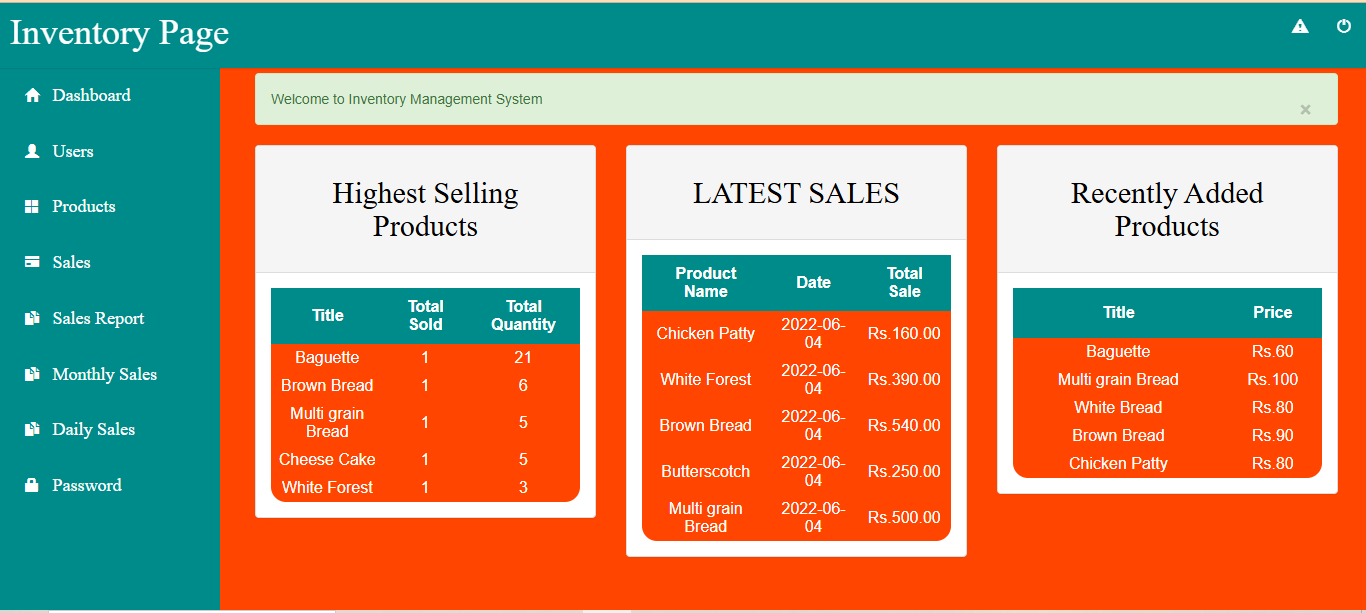 Inventory Page
Dashboard
Users
Products
Sales
Sales Report
Monthly Sales
Daily Sales
Password
Welcome to Inventory Management System
×
Highest Selling
Products
Title Total Sold Total Quantity
Baguette 1 21
Brown Bread 1 6
Multi grain Bread 1 5
Cheese Cake 1 5
White Forest 1 3
LATEST SALES
Product Name Date Total Sale
Chicken Patty 2022-06-04 Rs.160.00
White Forest 2022-06-04 Rs.390.00
Brown Bread 2022-06-04 Rs.540.00
Butterscotch 2022-06-04 Rs.250.00
Multi grain Bread 2022-06-04 Rs.500.00
Recently Added
Products
Title Price
Baguette Rs.60
Multi grain Bread Rs.100
White Bread Rs.80
Brown Bread Rs.90
Chicken Patty Rs.80